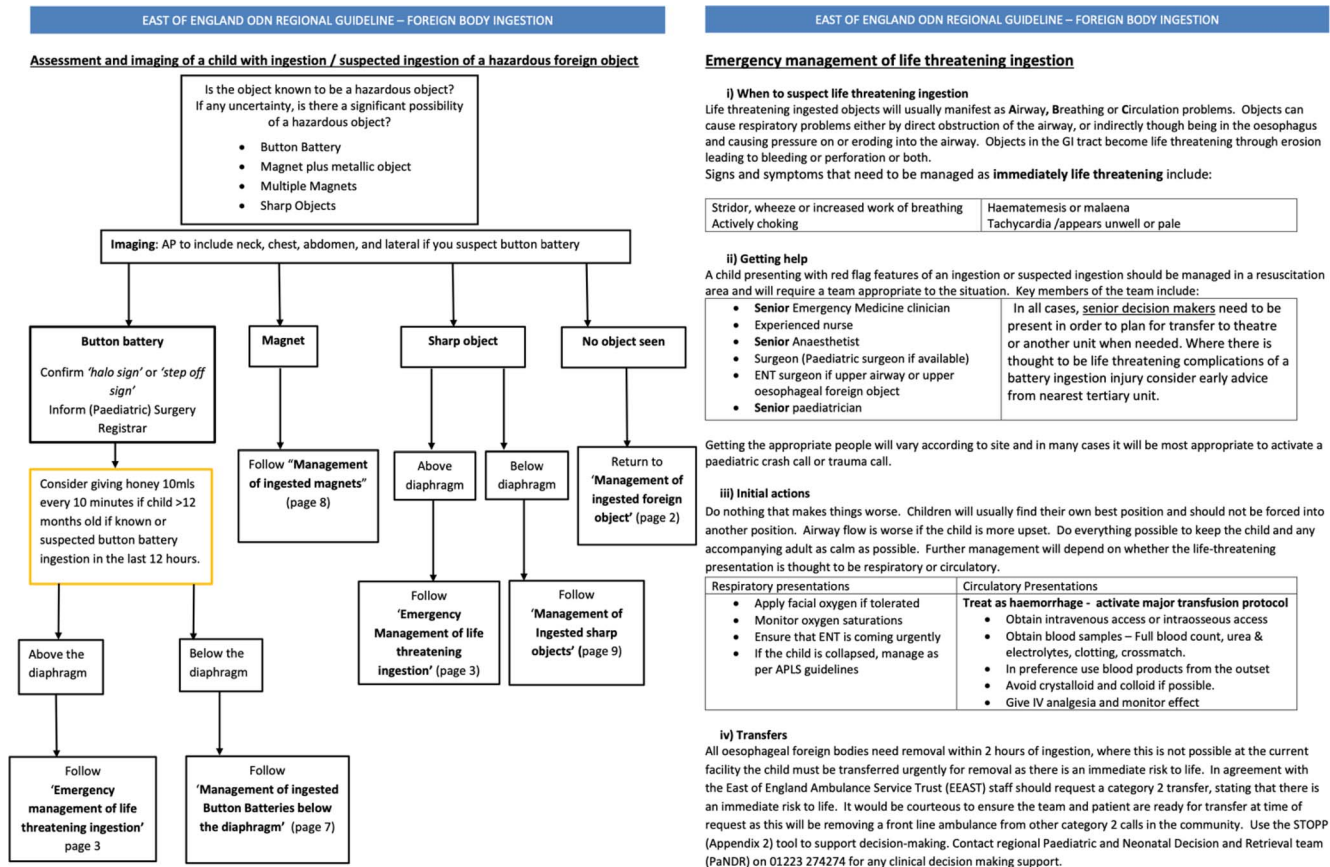 EAST OF ENGLAND ODN REGIONAL GUIDELINE – FOREIGN BODY INGESTION
Assessment and imaging of a child with ingestion / suspected ingestion of a hazardous foreign object
Is the object known to be a hazardous object?
If any uncertainty, is there a significant possibility
of a hazardous object?
• Button Battery
• Magnet plus metallic object
• Multiple Magnets
• Sharp Objects
Imaging: AP to include neck, chest, abdomen, and lateral if you suspect button battery
Button battery
Confirm 'halo sign' or 'step off
sign'
Inform (Paediatric) Surgery
Registrar
Consider giving honey 10mls
every 10 minutes if child >12
months old if known or
suspected button battery
ingestion in the last 12 hours.
Above the
diaphragm
Follow
'Emergency
management of life
threatening ingestion'
page 3
Below the
diaphragm
Follow
'Management of ingested
Button Batteries below
the diaphragm' (page 7)
Magnet
Follow "Management
of ingested magnets"
(page 8)
Sharp object
Above
diaphragm
Follow
'Emergency
Management of life
threatening
ingestion' (page 3)
Below
diaphragm
Follow
'Management of
Ingested sharp
objects' (page 9)
No object seen
Return to
'Management of
ingested foreign
object' (page 2)
EAST OF ENGLAND ODN REGIONAL GUIDELINE – FOREIGN BODY INGESTION
Emergency management of life threatening ingestion
i) When to suspect life threatening ingestion
Life threatening ingested objects will usually manifest as Airway, Breathing or Circulation problems. Objects can
cause respiratory problems either by direct obstruction of the airway, or indirectly though being in the oesophagus
and causing pressure on or eroding into the airway. Objects in the GI tract become life threatening through erosion
leading to bleeding or perforation or both.
Signs and symptoms that need to be managed as immediately life threatening include:
Stridor, wheeze or increased work of breathing
Actively choking
Haematemesis or malaena
Tachycardia /appears unwell or pale
ii) Getting help
A child presenting with red flag features of an ingestion or suspected ingestion should be managed in a resuscitation
area and will require a team appropriate to the situation. Key members of the team include:
• Senior Emergency Medicine clinician
• Experienced nurse
• Senior Anaesthetist
• Surgeon (Paediatric surgeon if available)
• ENT surgeon if upper airway or upper
oesophageal foreign object
• Senior paediatrician
In all cases, senior decision makers need to be
present in order to plan for transfer to theatre
or another unit when needed. Where there is
thought to be life threatening complications of a
battery ingestion injury consider early advice
from nearest tertiary unit.
Getting the appropriate people will vary according to site and in many cases it will be most appropriate to activate a
paediatric crash call or trauma call.
iii) Initial actions
Do nothing that makes things worse. Children will usually find their own best position and should not be forced into
another position. Airway flow is worse if the child is more upset. Do everything possible to keep the child and any
accompanying adult as calm as possible. Further management will depend on whether the life-threatening
presentation is thought to be respiratory or circulatory.
Respiratory presentations
• Apply facial oxygen if tolerated
• Monitor oxygen saturations
• Ensure that ENT is coming urgently
• If the child is collapsed, manage as
per APLS guidelines
Circulatory Presentations
Treat as haemorrhage - activate major transfusion protocol
• Obtain intravenous access or intraosseous access
• Obtain blood samples – Full blood count, urea &
electrolytes, clotting, crossmatch.
• In preference use blood products from the outset
• Avoid crystalloid and colloid if possible.
• Give IV analgesia and monitor effect
iv) Transfers
All oesophageal foreign bodies need removal within 2 hours of ingestion, where this is not possible at the current
facility the child must be transferred urgently for removal as there is an immediate risk to life. In agreement with
the East of England Ambulance Service Trust (EEAST) staff should request a category 2 transfer, stating that there is
an immediate risk to life. It would be courteous to ensure the team and patient are ready for transfer at time of
request as this will be removing a front line ambulance from other category 2 calls in the community. Use the STOPP
(Appendix 2) tool to support decision-making. Contact regional Paediatric and Neonatal Decision and Retrieval team
(PaNDR) on 01223 274274 for any clinical decision making support.